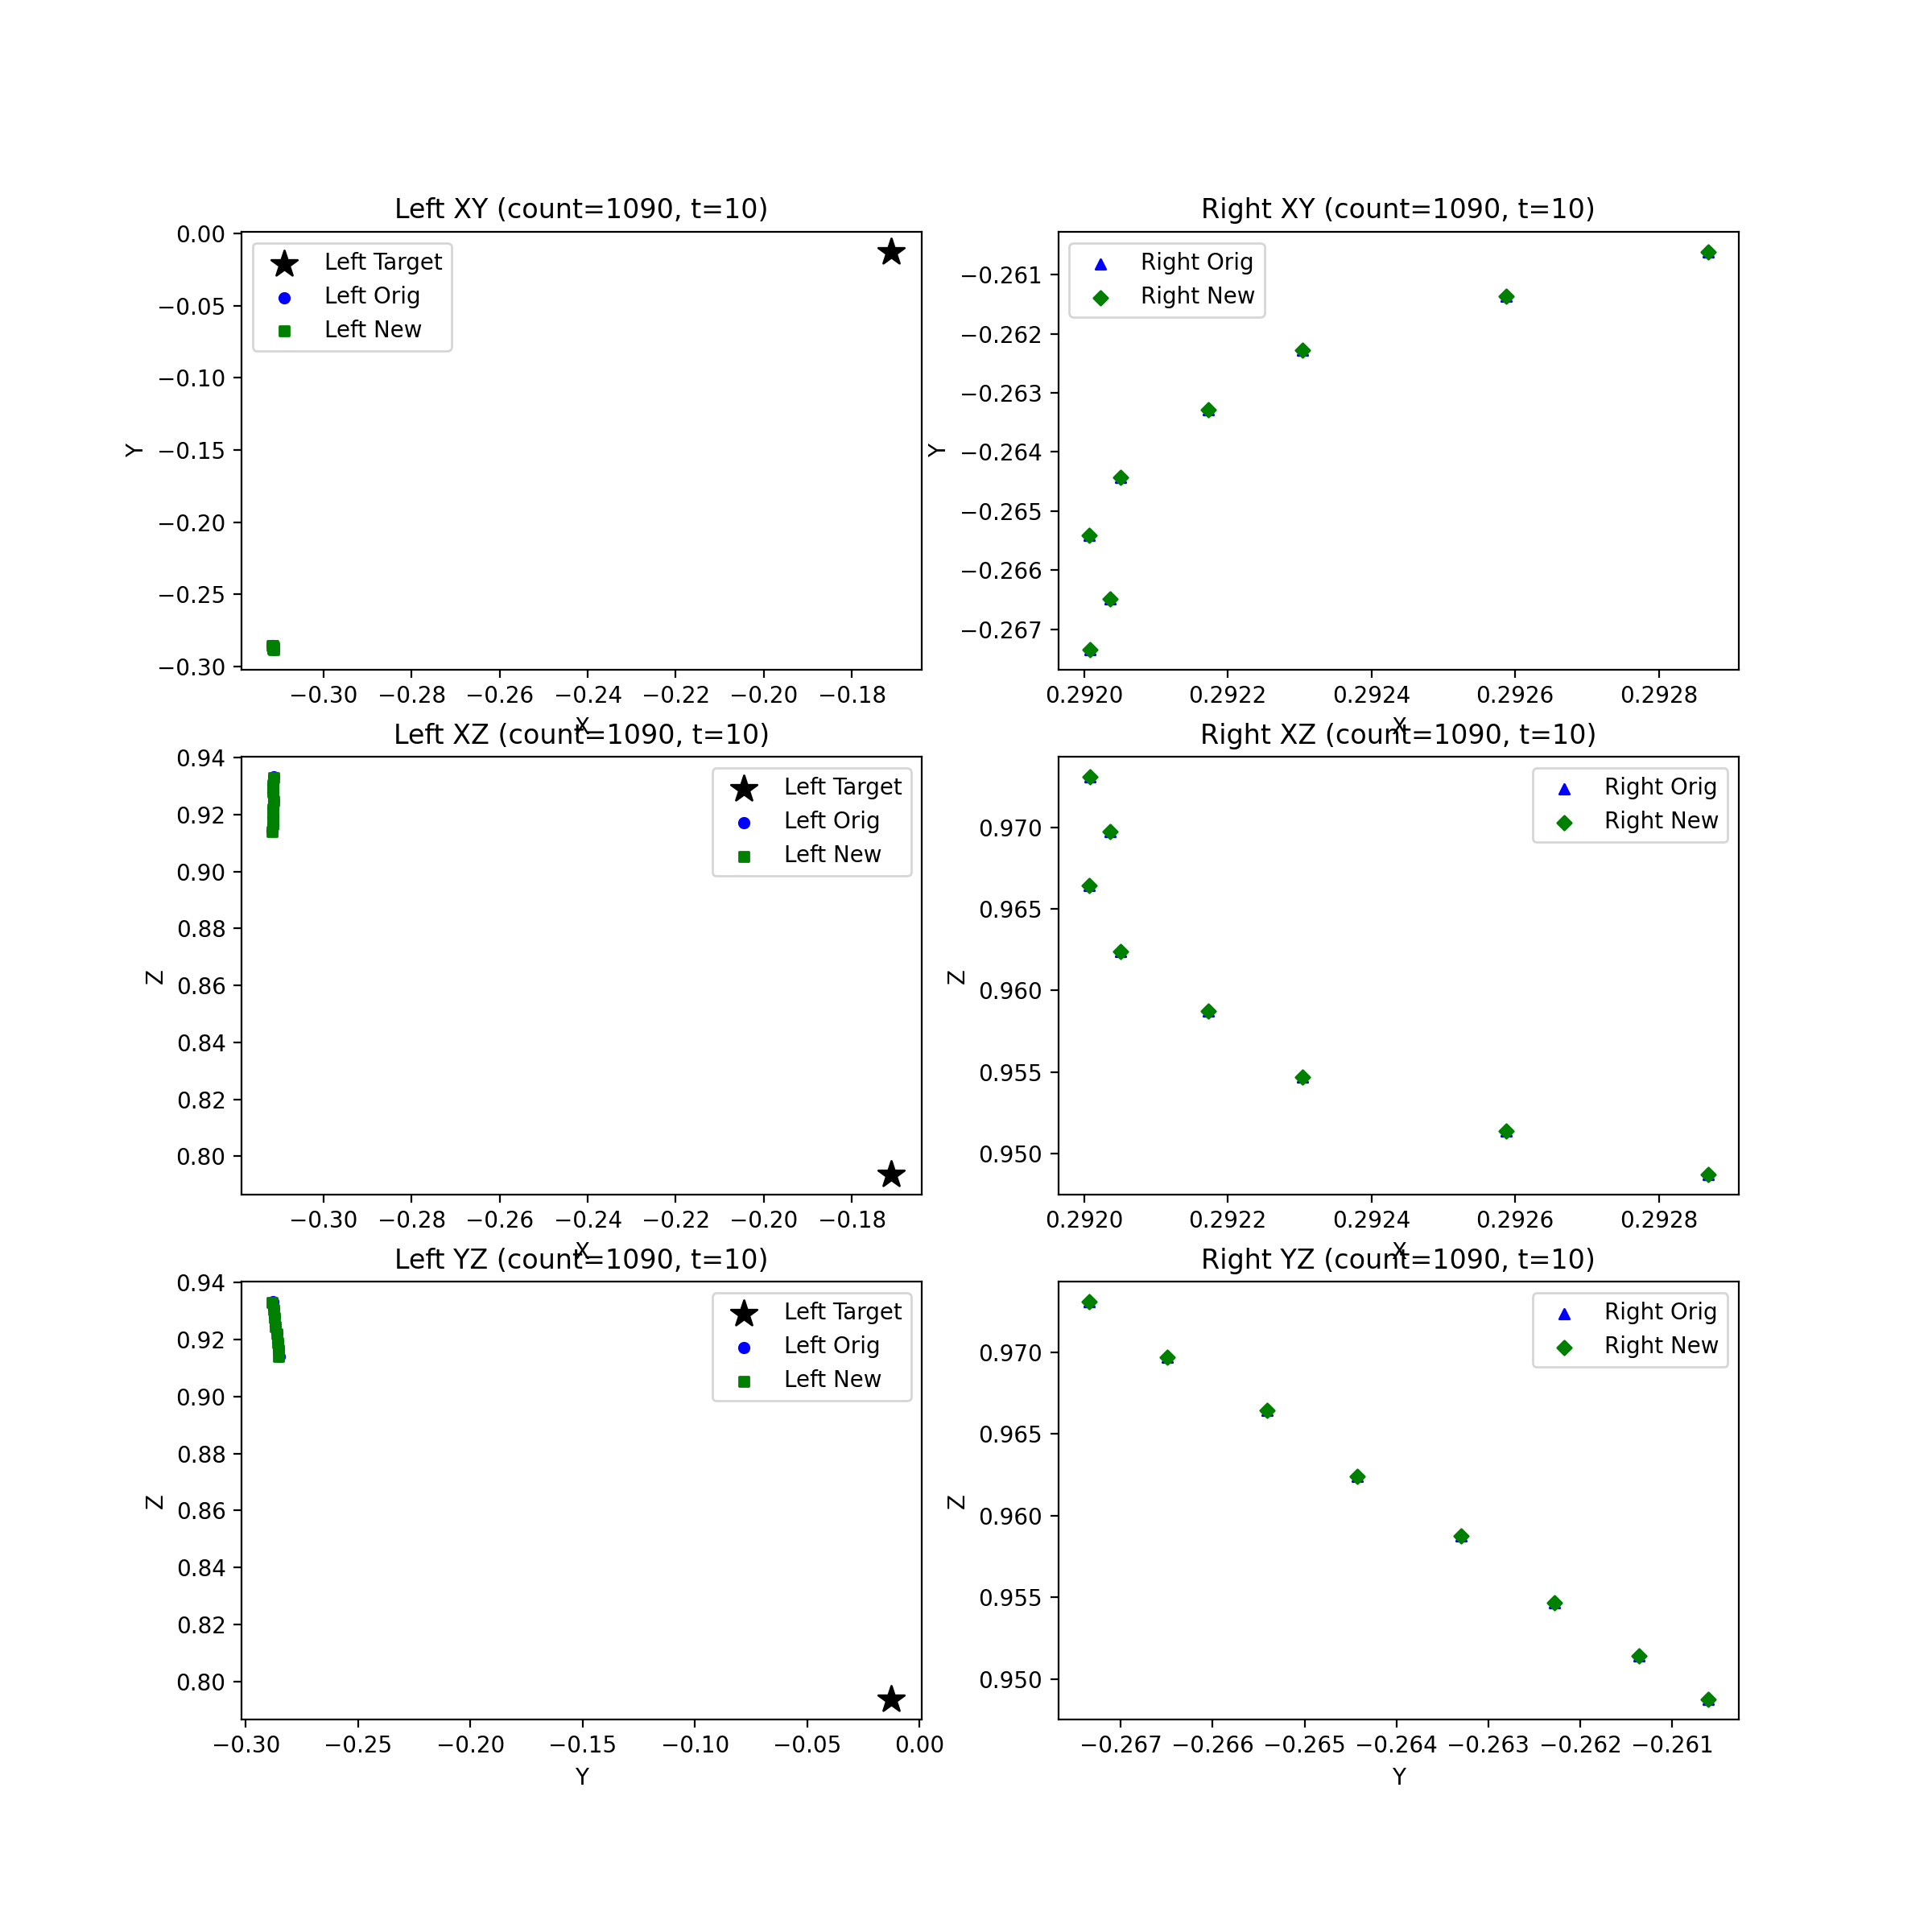 Left XY (count=1090, t=10)
0.00
−0.05
−0.10
−0.15
−0.20
−0.25
−0.30
Y
Left Target
Left Orig
Left New
−0.30 −0.28 −0.26 −0.24 −0.22 −0.20 −0.18
X
Right XY (count=1090, t=10)
−0.261
−0.262
−0.263
−0.264
−0.265
−0.266
−0.267
Y
Right Orig
Right New
0.2920 0.2922 0.2924 0.2926 0.2928
X
Left XZ (count=1090, t=10)
0.94
0.92
0.90
0.88
0.86
0.84
0.82
0.80
Z
Left Target
Left Orig
Left New
−0.30 −0.28 −0.26 −0.24 −0.22 −0.20 −0.18
X
Right XZ (count=1090, t=10)
0.970
0.965
0.960
0.955
0.950
Z
Right Orig
Right New
0.2920 0.2922 0.2924 0.2926 0.2928
X
Left YZ (count=1090, t=10)
0.94
0.92
0.90
0.88
0.86
0.84
0.82
0.80
Z
Left Target
Left Orig
Left New
−0.30 −0.25 −0.20 −0.15 −0.10 −0.05 0.00
Y
Right YZ (count=1090, t=10)
0.970
0.965
0.960
0.955
0.950
Z
Right Orig
Right New
−0.267 −0.266 −0.265 −0.264 −0.263 −0.262 −0.261
Y